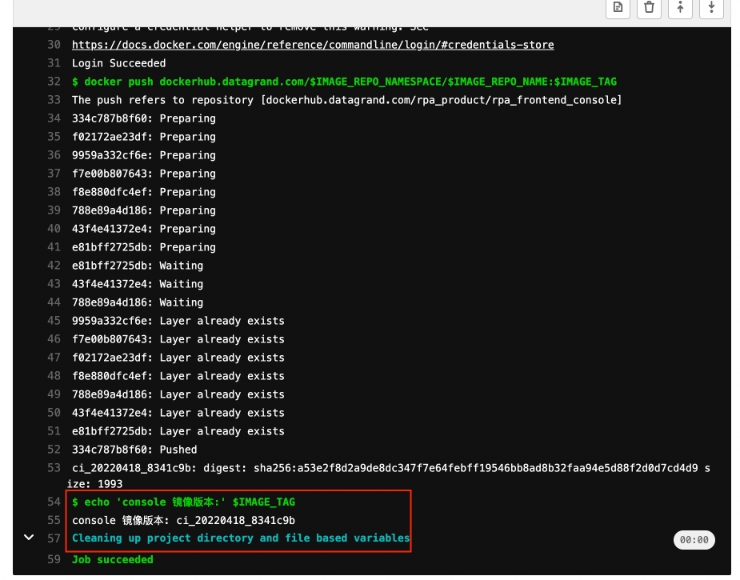 29 Configure a credential helper to remove this warning. See
30 https://docs.docker.com/engine/reference/commandline/login/#credentials-store
31 Login Succeeded
32 $ docker push dockerhub.datagrand.com/$IMAGE_REPO_NAMESPACE/$IMAGE_REPO_NAME:$IMAGE_TAG
33 The push refers to repository [dockerhub.datagrand.com/rpa_product/rpa_frontend_console]
34 334c787b8f60: Preparing
35 f02172ae23df: Preparing
36 9959a332cf6e: Preparing
37 f7e00b807643: Preparing
38 f8e880dfc4ef: Preparing
39 788e89a4d186: Preparing
40 43f4e41372e4: Preparing
41 e81bff2725db: Preparing
42 e81bff2725db: Waiting
43 43f4e41372e4: Waiting
44 788e89a4d186: Waiting
45 9959a332cf6e: Layer already exists
46 f7e00b807643: Layer already exists
47 f02172ae23df: Layer already exists
48 f8e880dfc4ef: Layer already exists
49 788e89a4d186: Layer already exists
50 43f4e41372e4: Layer already exists
51 e81bff2725db: Layer already exists
52 334c787b8f60: Pushed
53 ci_20220418_8341c9b: digest: sha256:a53e2f8d2a9de8dc347f7e64febff19546bb8ad8b32faa94e5d88f2d0d7cd4d9 s
ize: 1993
54 $ echo 'console 镜像版本:' $IMAGE_TAG
55 console 镜像版本: ci_20220418_8341c9b
57 Cleaning up project directory and file based variables 00:00
59 Job succeeded